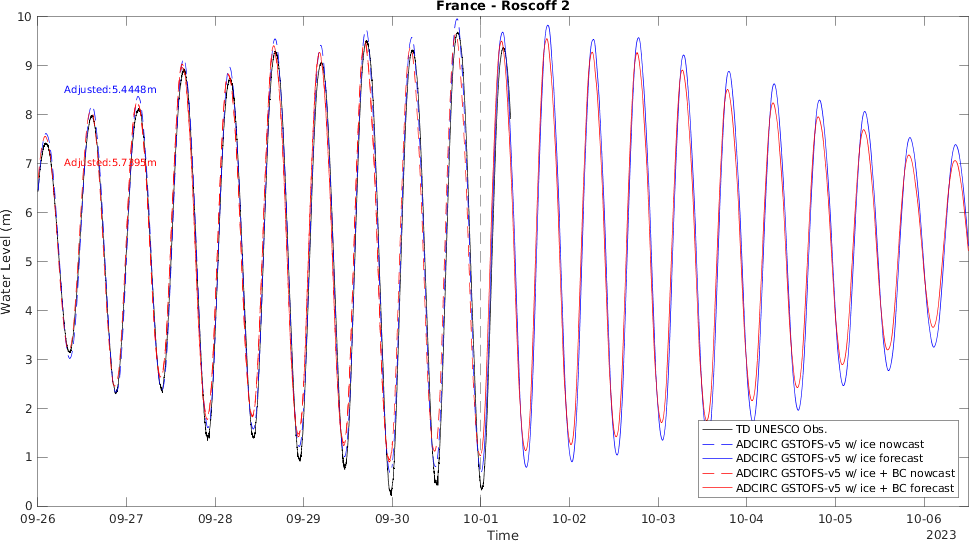 France - Roscoff 2
Water Level (m)
10
9
8
7
6
5
4
3
2
1
0
Adjusted:5.4448m
Adjusted:5.7395m
TD UNESCO Obs.
ADCIRC GSTOFS-v5 w/ ice nowcast
ADCIRC GSTOFS-v5 w/ ice forecast
ADCIRC GSTOFS-v5 w/ ice + BC nowcast
ADCIRC GSTOFS-v5 w/ ice + BC forecast
09-26 09-27 09-28 09-29 09-30 10-01 10-02 10-03 10-04 10-05 10-06
Time
2023